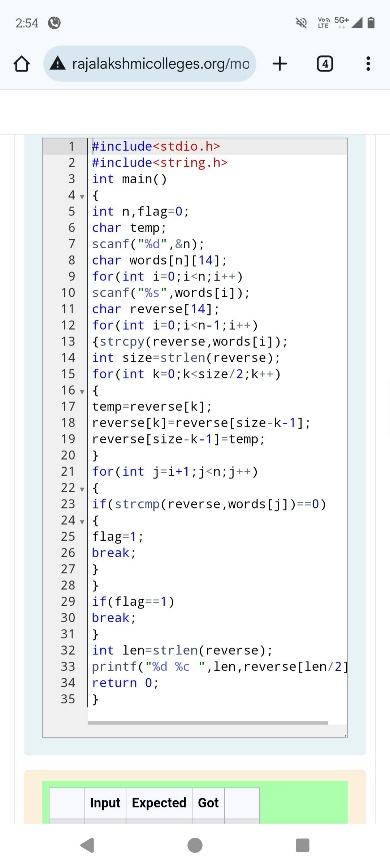 2:54
Vo)) LTE 5G+
rajalakshmicolleges.org/mo
4
1 #include<stdio.h>
2 #include<string.h>
3 int main()
4 {
5 int n,flag=0;
6 char temp;
7 scanf("%d",&n);
8 char words[n][14];
9 for(int i=0;i<n;i++)
10 scanf("%s",words[i]);
11 char reverse[14];
12 for(int i=0;i<n-1;i++)
13 {strcpy(reverse,words[i]);
14 int size=strlen(reverse);
15 for(int k=0;k<size/2;k++)
16 {
17 temp=reverse[k];
18 reverse[k]=reverse[size-k-1];
19 reverse[size-k-1]=temp;
20 }
21 for(int j=i+1;j<n;j++)
22 {
23 if(strcmp(reverse,words[j])==0)
24 {
25 flag=1;
26 break;
27 }
28 }
29 if(flag==1)
30 break;
31 }
32 int len=strlen(reverse);
33 printf("%d %c ",len,reverse[len/2]
34 return 0;
35 }
Input Expected Got